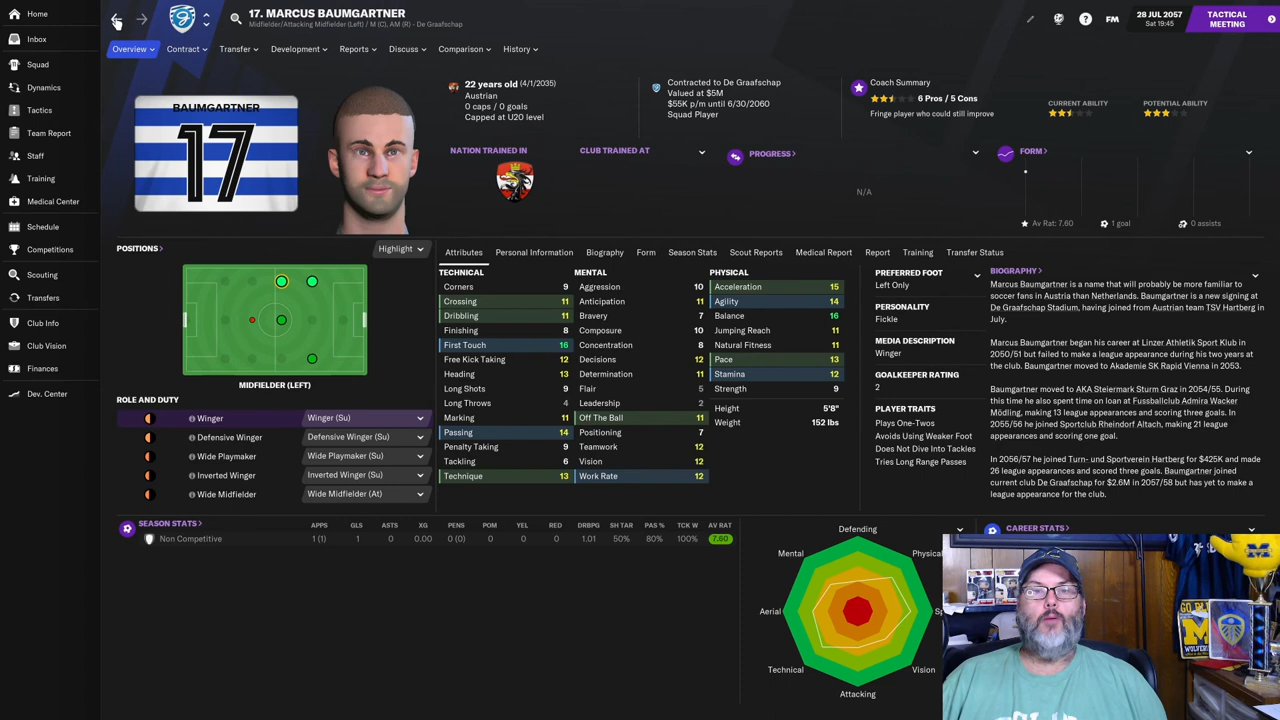 Home
Inbox
Squad
Dynamics
Tactics
Team Report
Staff
Training
Medical Center
Schedule
Competitions
Scouting
Transfers
Club Info
Club Vision
Finances
Dev. Center
17. MARCUS BAUMGARTNER
Midfielder/Attacking Midfielder (Left) / M (C), AM (R) - De Graafschap
FM
28 JUL 2057
Sat 19:45
TACTICAL
MEETING
Overview
Contract
Transfer
Development
Reports
Discuss
Comparison
History
BAUMGARTNER
17
22 years old (4/1/2035)
Austrian
0 caps / 0 goals
Capped at U20 level
Contracted to De Graafschap
Valued at $5M
$55K p/m until 6/30/2060
Squad Player
Coach Summary
6 Pros / 5 Cons
Fringe player who could still improve
CURRENT ABILITY
POTENTIAL ABILITY
NATION TRAINED IN
CLUB TRAINED AT
PROGRESS
N/A
FORM
Av Rat: 7.60
1 goal
0 assists
POSITIONS
Highlight
MIDFIELDER (LEFT)
ROLE AND DUTY
Winger
Winger (Su)
Defensive Winger
Defensive Winger (Su)
Wide Playmaker
Wide Playmaker (Su)
Inverted Winger
Inverted Winger (Su)
Wide Midfielder
Wide Midfielder (At)
Attributes
Personal Information
Biography
Form
Season Stats
Scout Reports
Medical Report
Report
Training
Transfer Status
TECHNICAL
Corners 9
Crossing 11
Dribbling 11
Finishing 8
First Touch 16
Free Kick Taking 12
Heading 13
Long Shots 9
Long Throws 4
Marking 11
Passing 14
Penalty Taking 9
Tackling 6
Technique 13
MENTAL
Aggression 10
Anticipation 11
Bravery 7
Composure 10
Concentration 8
Decisions 12
Determination 11
Flair 5
Leadership 2
Off The Ball 11
Positioning 7
Teamwork 12
Vision 12
Work Rate 12
PHYSICAL
Acceleration 15
Agility 14
Balance 16
Jumping Reach 11
Natural Fitness 11
Pace 13
Stamina 12
Strength 9
Height 5'8"
Weight 152 lbs
PREFERRED FOOT
Left Only
PERSONALITY
Fickle
MEDIA DESCRIPTION
Winger
GOALKEEPER RATING
2
PLAYER TRAITS
Plays One-Twos
Avoids Using Weaker Foot
Does Not Dive Into Tackles
Tries Long Range Passes
BIOGRAPHY
Marcus Baumgartner is a name that will probably be more familiar to
soccer fans in Austria than Netherlands. Baumgartner is a new signing at
De Graafschap Stadium, having joined from Austrian team TSV Hartberg in
July.
Marcus Baumgartner began his career at Linzer Athletik Sport Klub in
2050/51 but failed to make a league appearance during his two years at
the club. Baumgartner moved to Akademie SK Rapid Vienna in 2053.
Baumgartner moved to AKA Steiermark Sturm Graz in 2054/55. During
this time he also spent time on loan at Fussballclub Admira Wacker
Mödling, making 13 league appearances and scoring three goals. In
2055/56 he joined Sportclub Rheindorf Altach, making 21 league
appearances and scoring one goal.
In 2056/57 he joined Turn- und Sportverein Hartberg for $425K and made
26 league appearances and scored three goals. Baumgartner joined
current club De Graafschap for $2.6M in 2057/58 but has yet to make a
league appearance for the club.
SEASON STATS
APPS GLS ASTS XG PENS POM YEL RED DRBPG SH TAR PAS % TCK W AV RAT
Non Competitive 1 (1) 1 0 0.00 0 (0) 0 0 0 1.01 50% 80% 100% 7.60
Defending
Mental
Physical
Aerial
Technical
Vision
Attacking
CAREER STATS